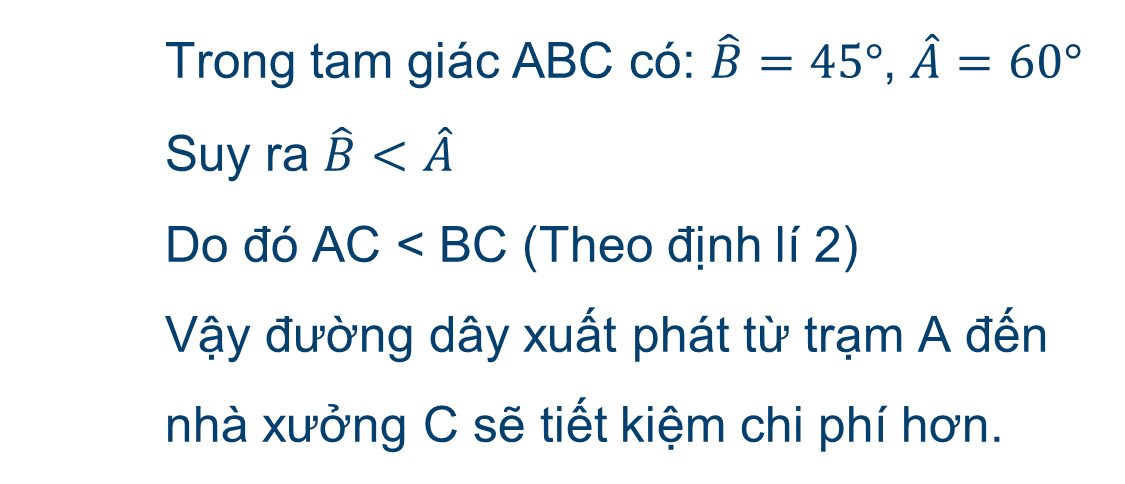 Trong tam giác ABC có: B̂ = 45°, Â = 60°
Suy ra B̂ < Â
Do đó AC < BC (Theo định lí 2)
Vậy đường dây xuất phát từ trạm A đến
nhà xưởng C sẽ tiết kiệm chi phí hơn.